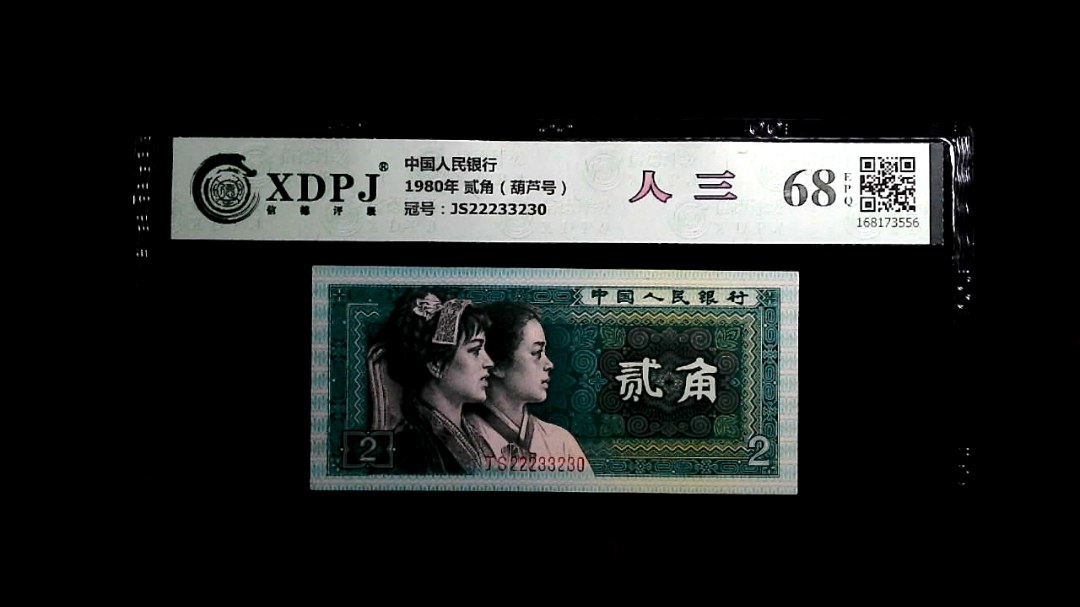 XDPJ®
信德评级
中国人民银行
1980年 贰角（葫芦号）
冠号：JS22233230
人三
68
EPQ
168173556
中国人民银行
贰角
2
JS22233230
2